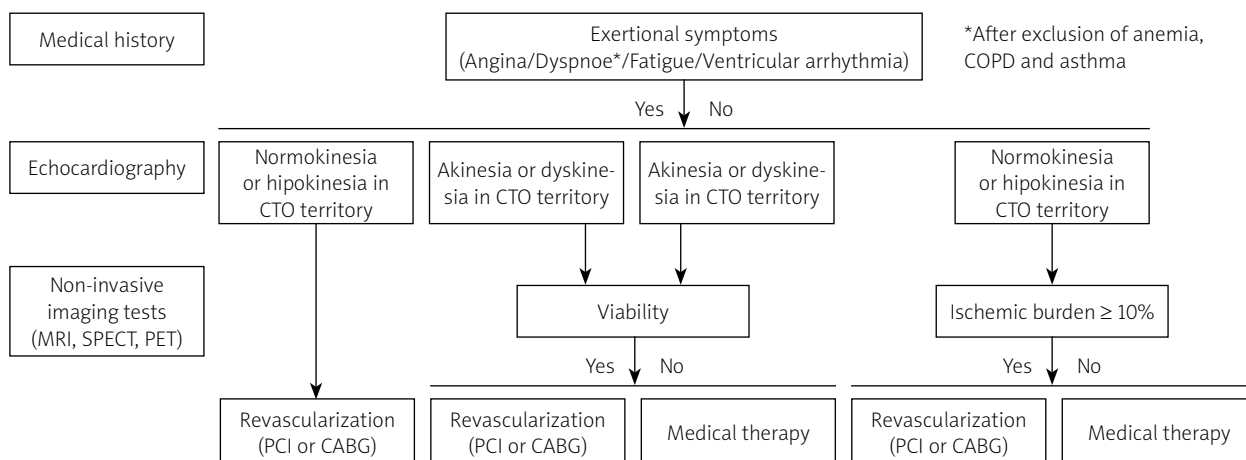 Medical history
Exertional symptoms
(Angina/Dyspnoe*/Fatigue/Ventricular arrhythmia)
*After exclusion of anemia,
COPD and asthma
Yes No
Echocardiography
Normokinesia
or hipokinesia in
CTO territory
Akinesia or dyskine-
sia in CTO territory
Akinesia or dyskine-
sia in CTO territory
Normokinesia
or hipokinesia in
CTO territory
Non-invasive
imaging tests
(MRI, SPECT, PET)
Viability
Ischemic burden ≥ 10%
Yes No
Yes No
Revascularization
(PCI or CABG)
Revascularization
(PCI or CABG)
Medical therapy
Revascularization
(PCI or CABG)
Medical therapy